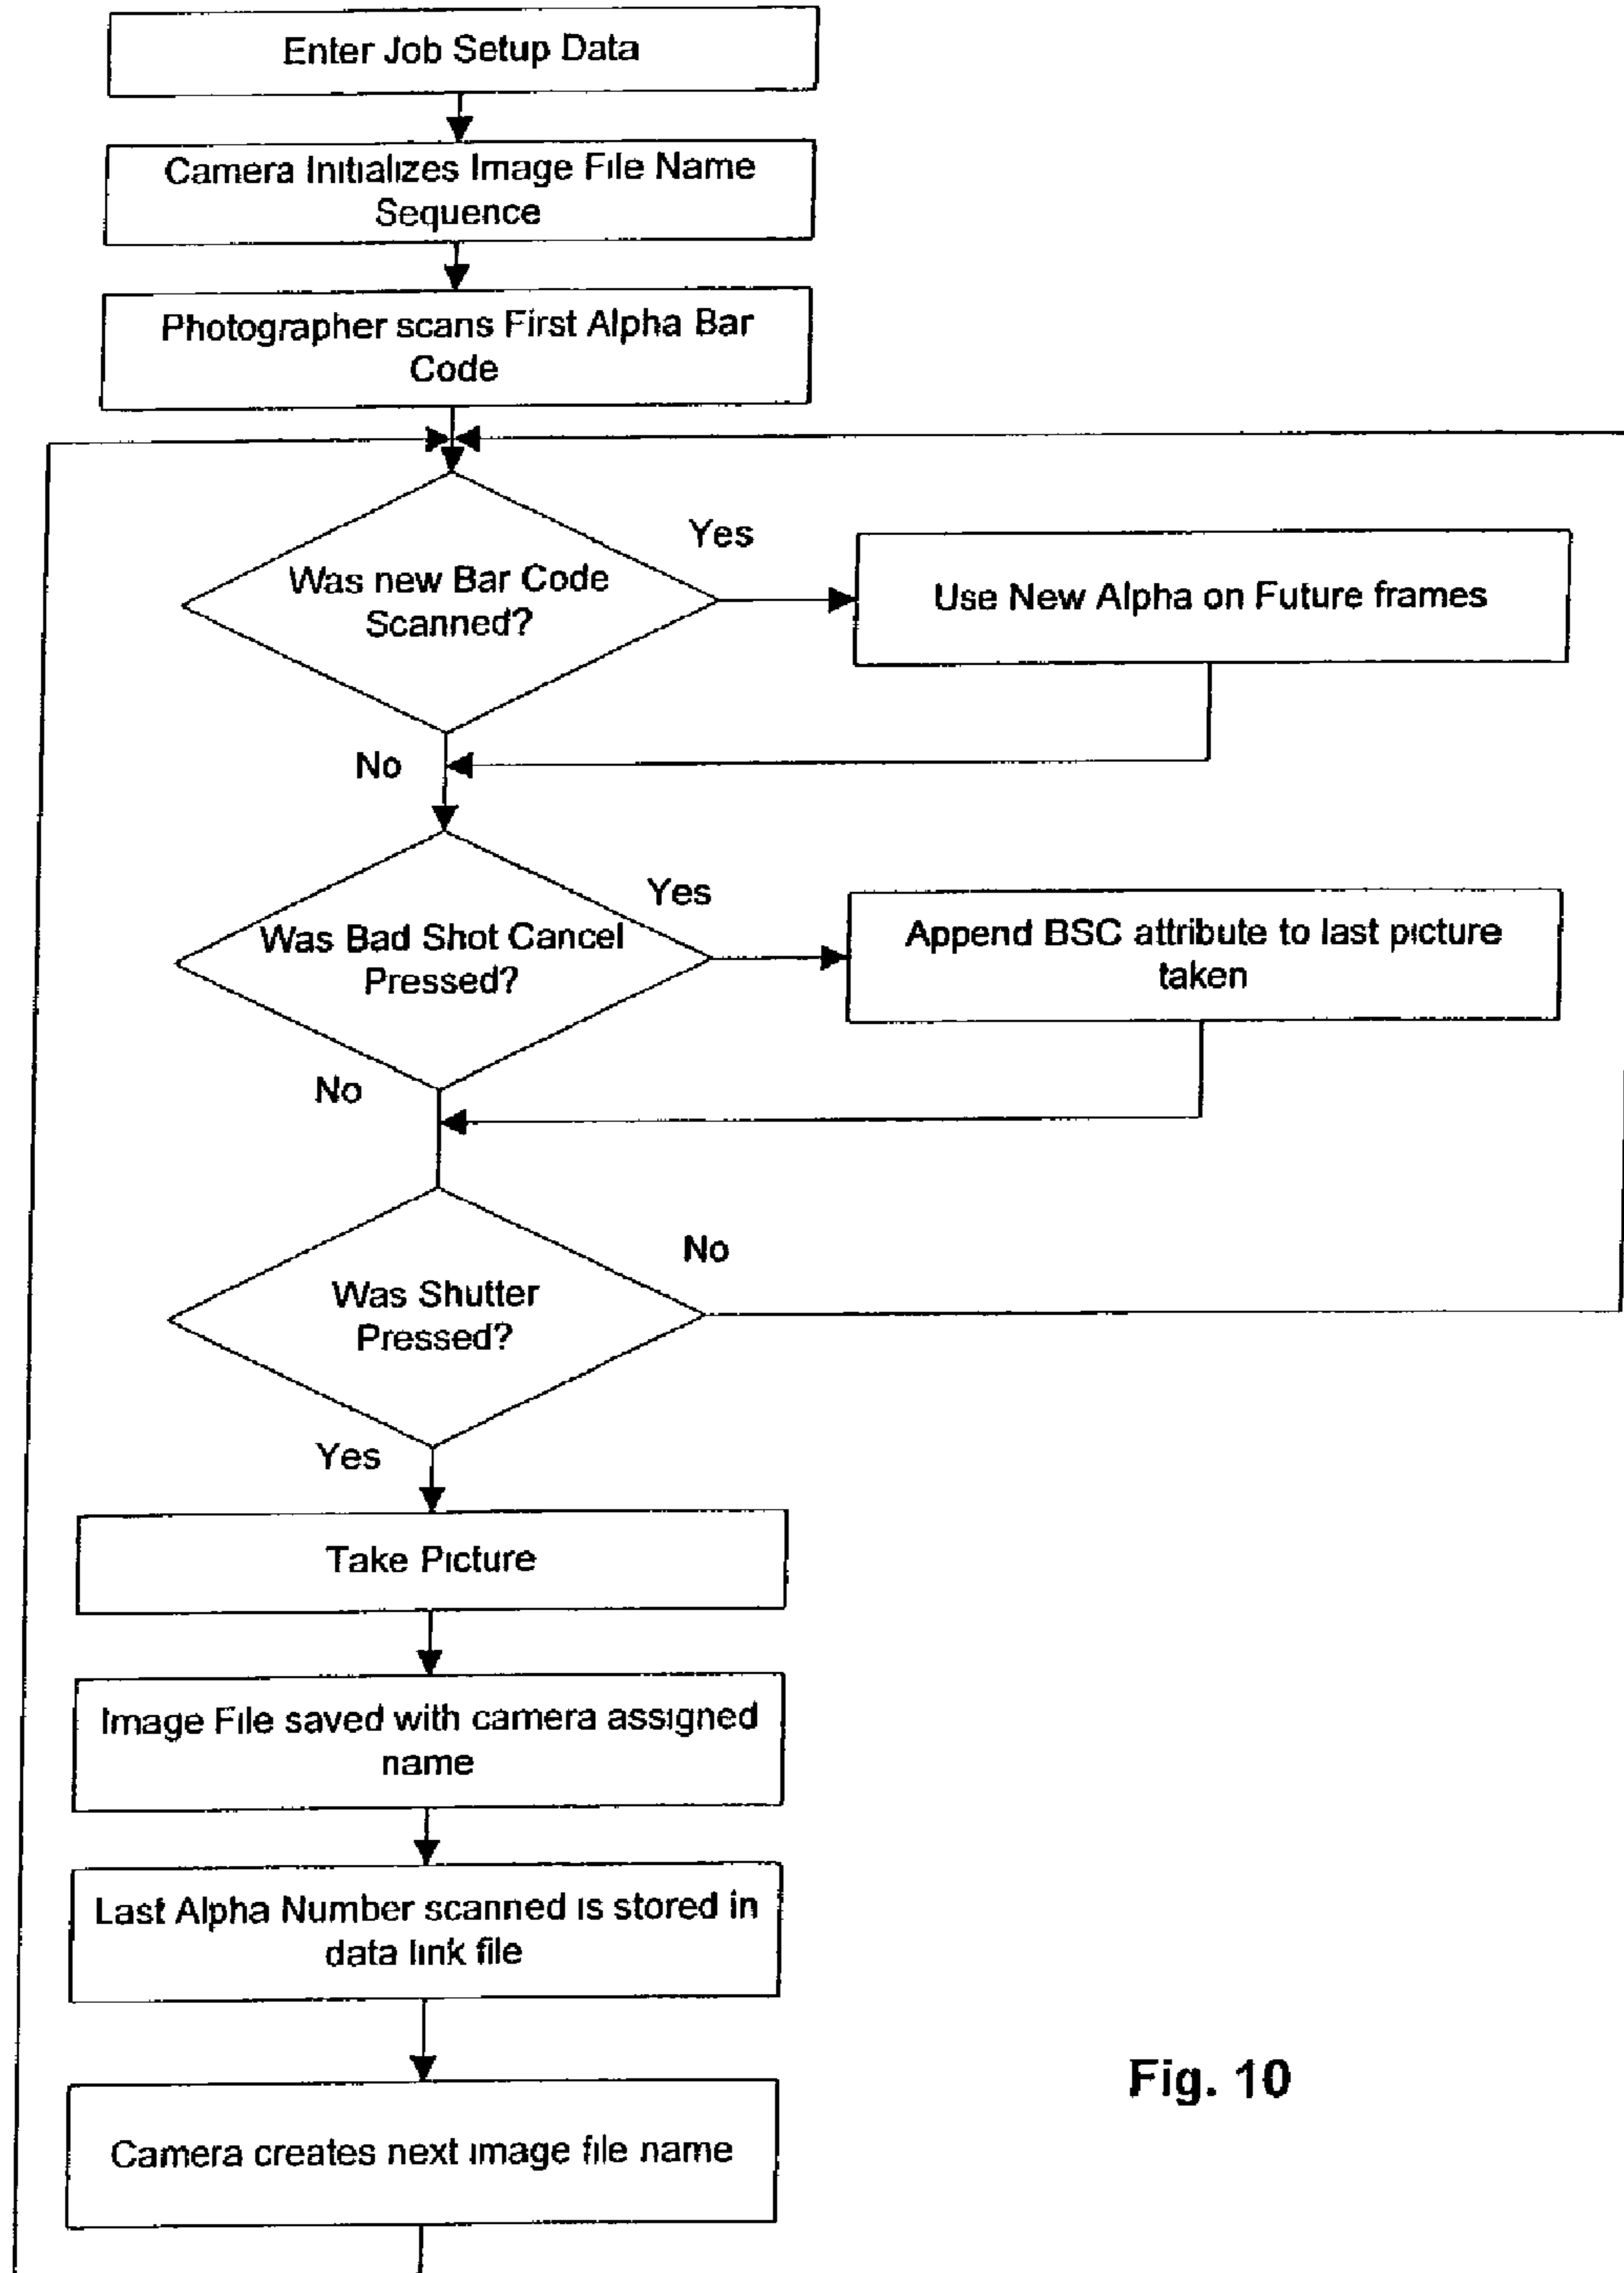 Enter Job Setup Data
Camera Initializes Image File Name
Sequence
Photographer scans First Alpha Bar
Code
Yes
Was new Bar Code
Scanned?
Use New Alpha on Future frames
No
Yes
Was Bad Shot Cancel
Pressed?
Append BSC attribute to last picture
taken
No
No
Was Shutter
Pressed?
Yes
Take Picture
Image File saved with camera assigned
name
Last Alpha Number scanned is stored in
data link file
Camera creates next image file name
Fig. 10